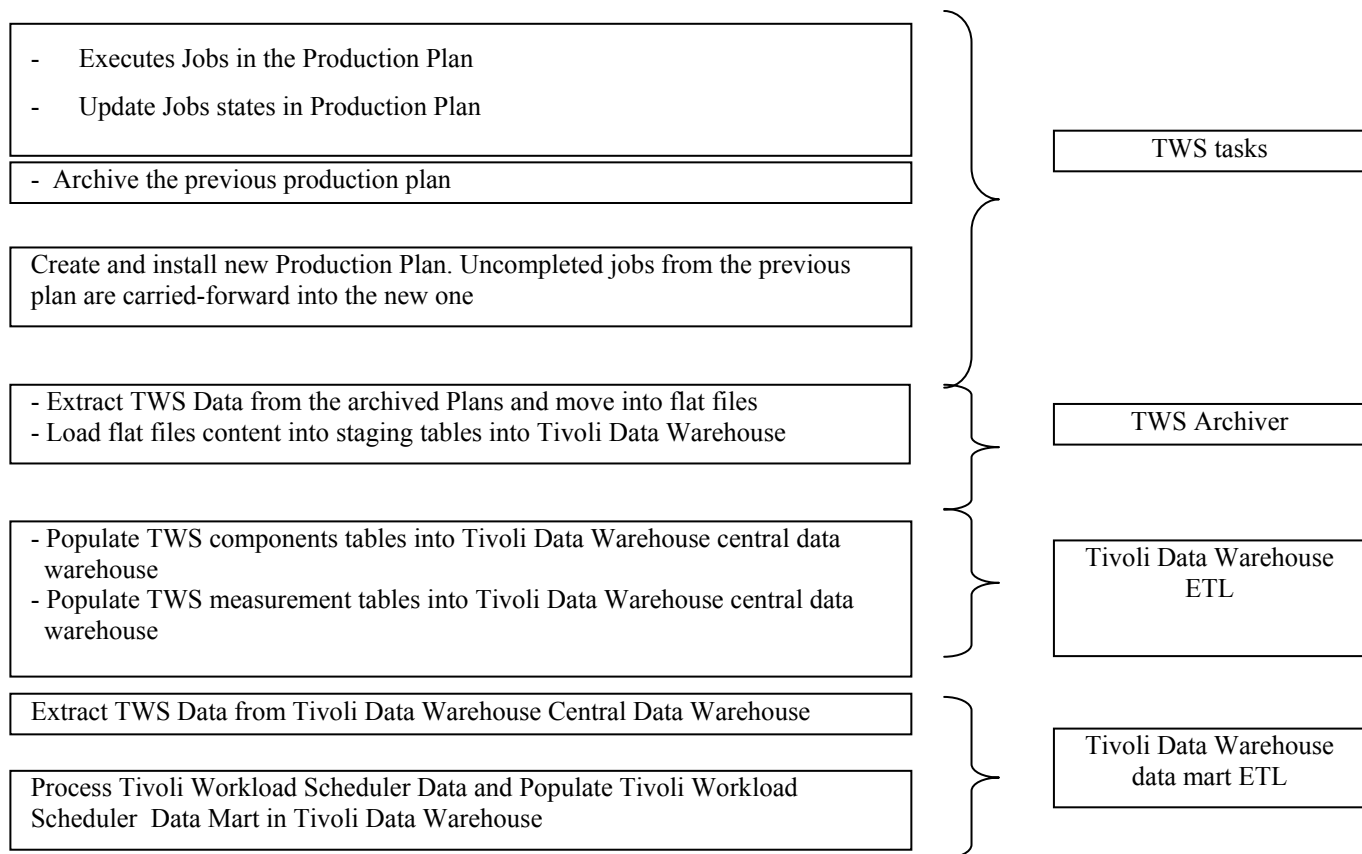 - Executes Jobs in the Production Plan
- Update Jobs states in Production Plan
- Archive the previous production plan
TWS tasks
Create and install new Production Plan. Uncompleted jobs from the previous
plan are carried-forward into the new one
- Extract TWS Data from the archived Plans and move into flat files
- Load flat files content into staging tables into Tivoli Data Warehouse
TWS Archiver
- Populate TWS components tables into Tivoli Data Warehouse central data
warehouse
- Populate TWS measurement tables into Tivoli Data Warehouse central data
warehouse
Tivoli Data Warehouse
ETL
Extract TWS Data from Tivoli Data Warehouse Central Data Warehouse
Process Tivoli Workload Scheduler Data and Populate Tivoli Workload
Scheduler Data Mart in Tivoli Data Warehouse
Tivoli Data Warehouse
data mart ETL